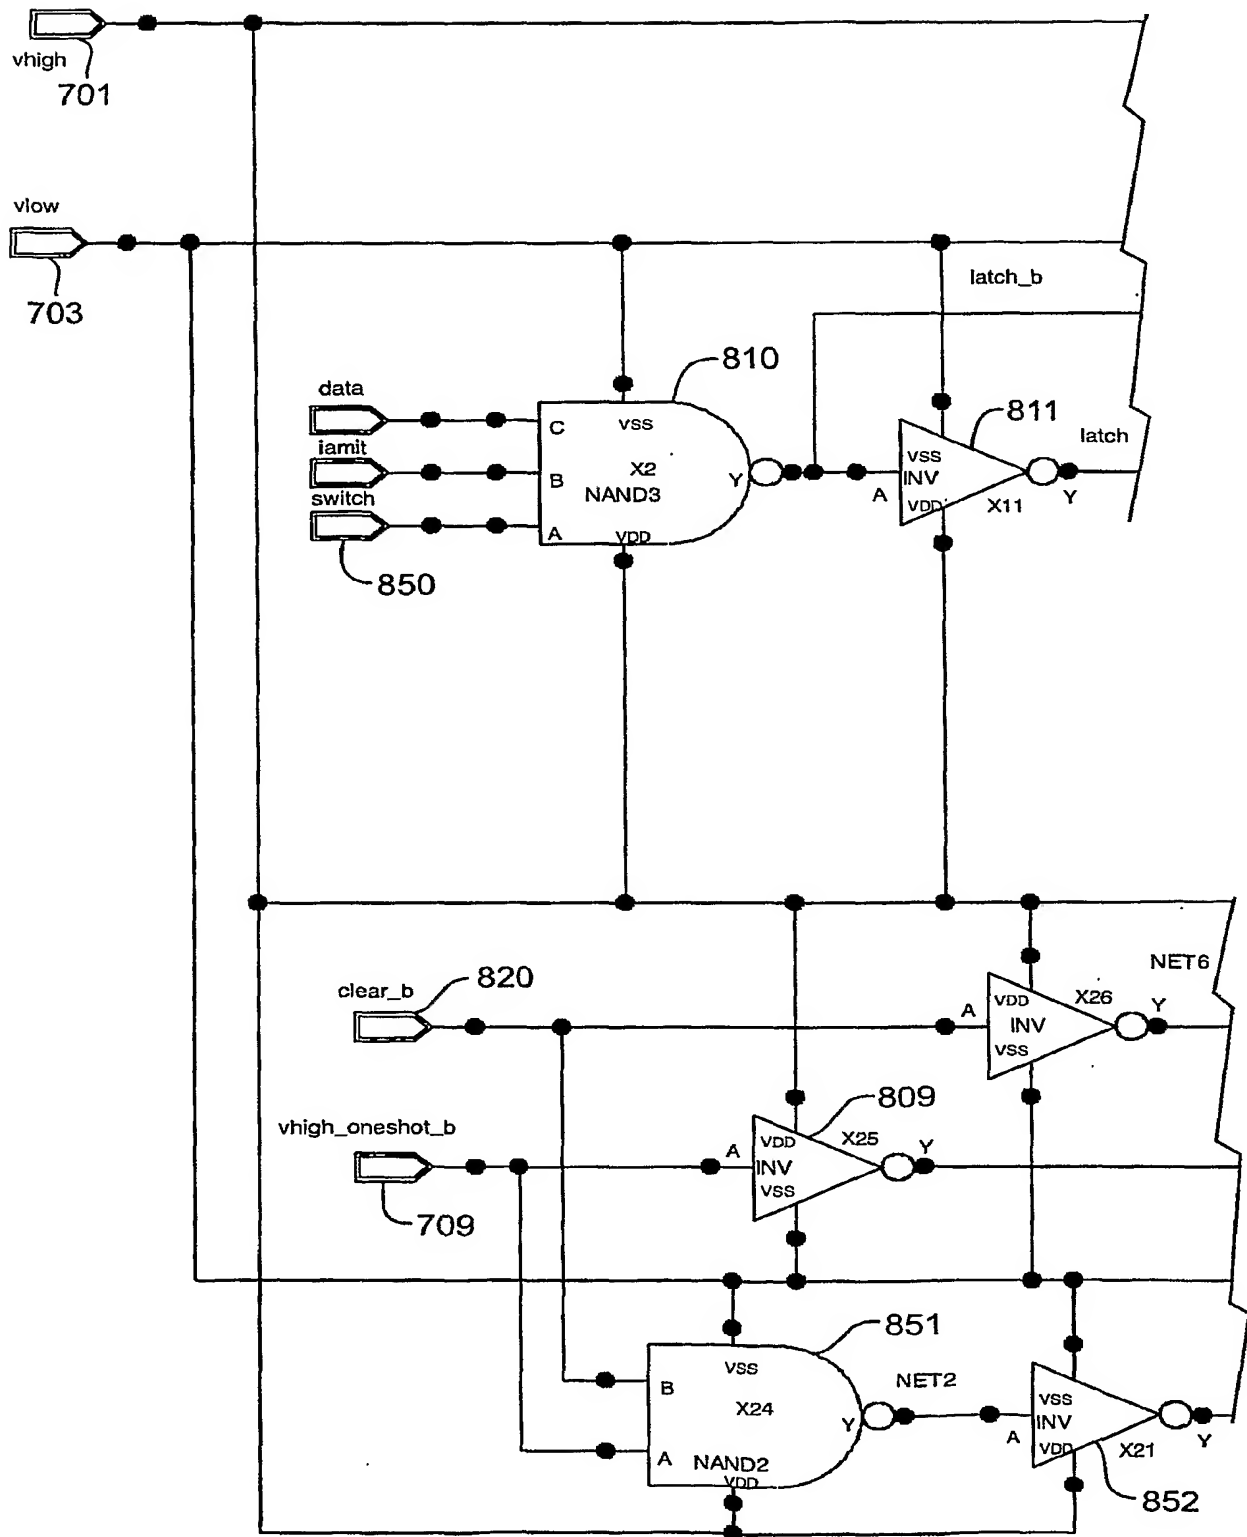 vhigh
701
vlow
703
latch_b
810
data
C
VSS
811
latch
iamit
B
X2
Y
VSS
NAND3
A
INV
X11
Y
switch
A
VDD
VDD
850
820
clear_b
NET6
VDD
X26
Y
A
INV
VSS
809
vhigh_oneshot_b
VDD
X25
Y
A
INV
VSS
709
851
VSS
NET2
B
X24
Y
VSS
INV
A
VDD
X21
Y
A
NAND2
VDD
852